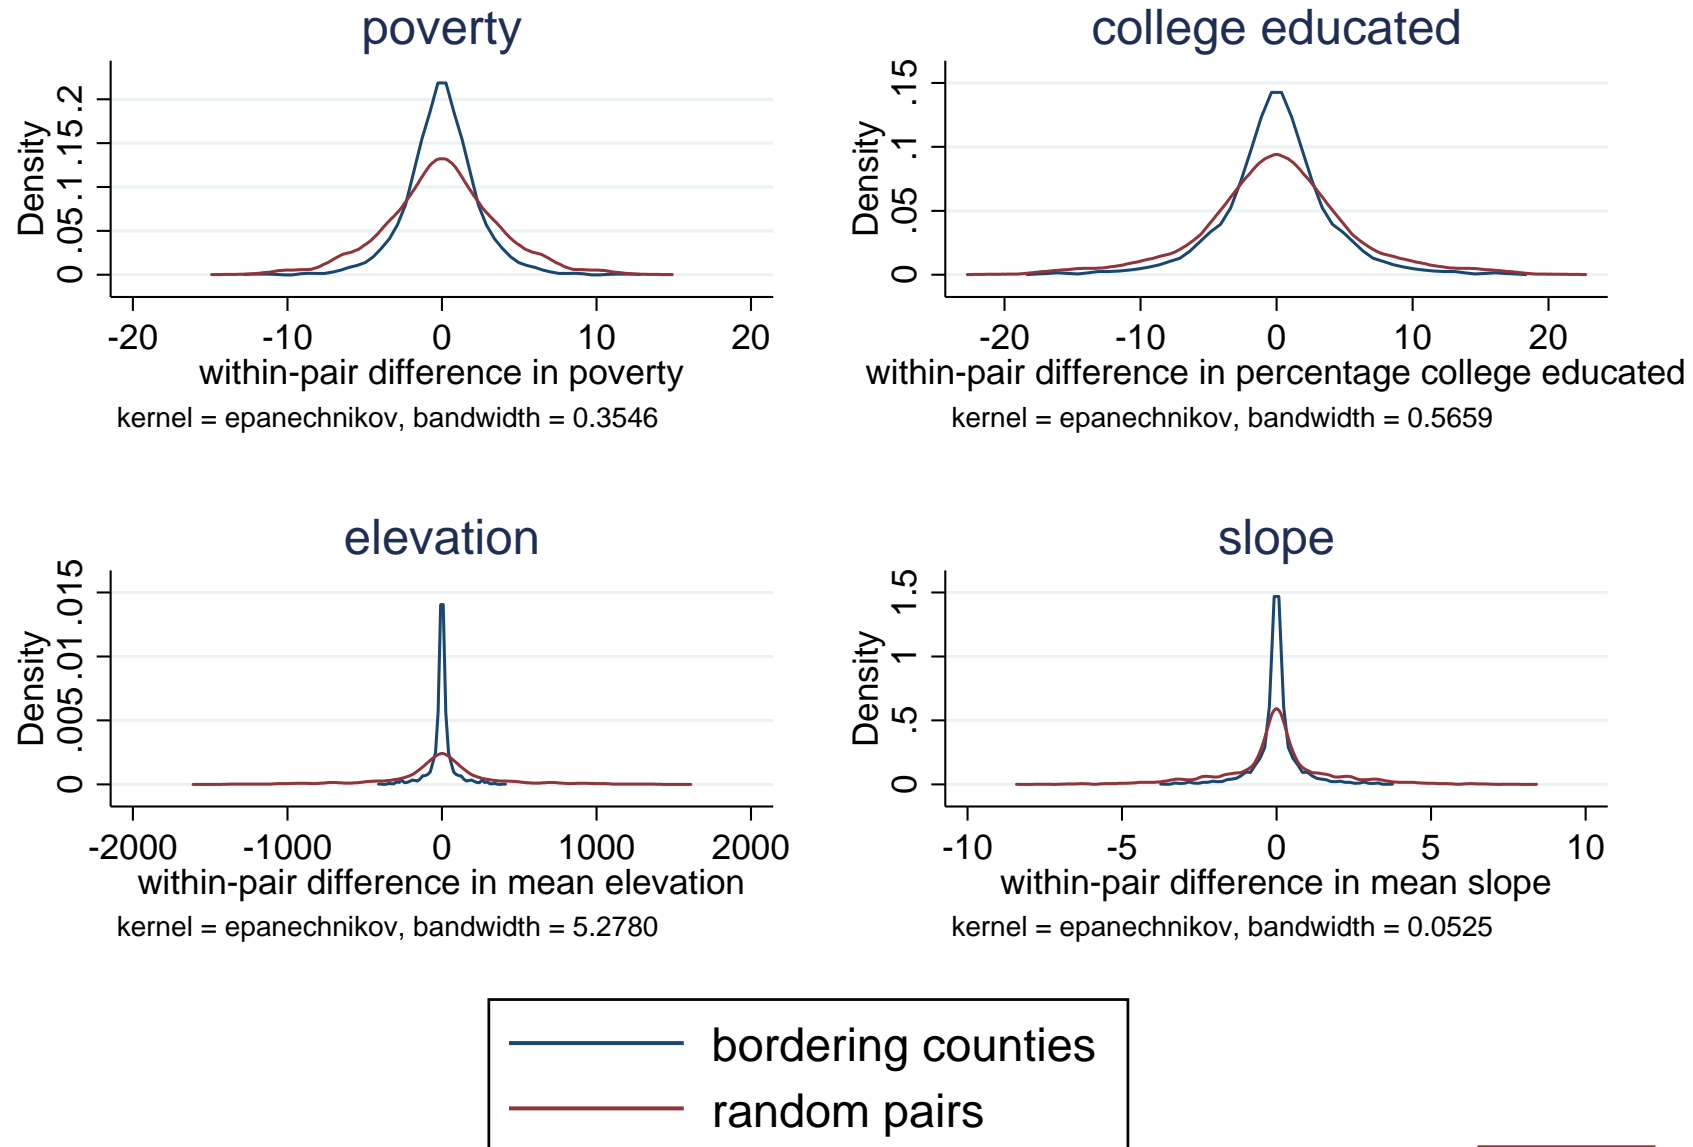 poverty
Density
0 .05 .1 .15 .2
-20 -10 0 10 20
within-pair difference in poverty
kernel = epanechnikov, bandwidth = 0.3546
college educated
Density
0 .05 .1 .15
-20 -10 0 10 20
within-pair difference in percentage college educated
kernel = epanechnikov, bandwidth = 0.5659
elevation
Density
0 .005 .01 .015
-2000 -1000 0 1000 2000
within-pair difference in mean elevation
kernel = epanechnikov, bandwidth = 5.2780
slope
Density
0 .5 1 1.5
-10 -5 0 5 10
within-pair difference in mean slope
kernel = epanechnikov, bandwidth = 0.0525
bordering counties
random pairs